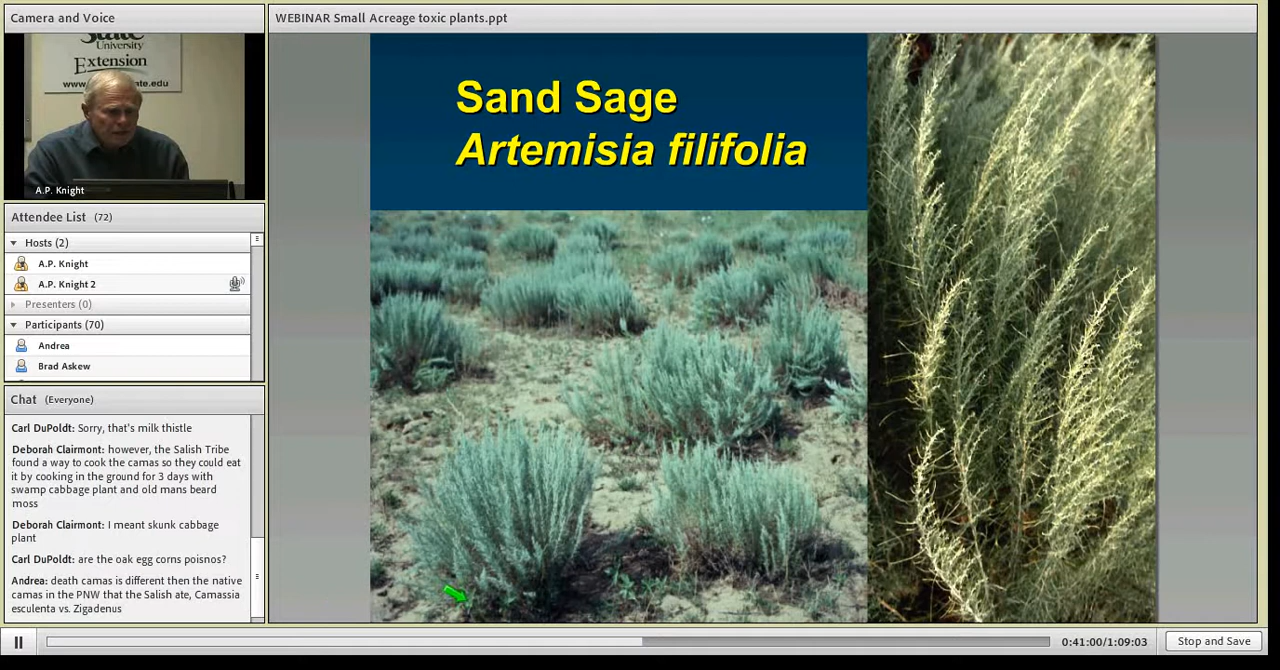 Camera and Voice
State
University
Extension
A.P. Knight
Attendee List (72)
Hosts (2)
A.P. Knight
A.P. Knight 2
Presenters (0)
Participants (70)
Andrea
Brad Askew
Chat (Everyone)
Carl DuPoldt: Sorry, that's milk thistle
Deborah Clairmont: however, the Salish Tribe
found a way to cook the camas so they could eat
it by cooking in the ground for 3 days with
swamp cabbage plant and old mans beard
moss
Deborah Clairmont: I meant skunk cabbage
plant
Carl DuPoldt: are the oak egg corns poisnos?
Andrea: death camas is different then the native
camas in the PNW that the Salish ate, Camassia
esculenta vs. Zigadenus
WEBINAR Small Acreage toxic plants.ppt
Sand Sage
Artemisia filifolia
0:41:00/1:09:03
Stop and Save